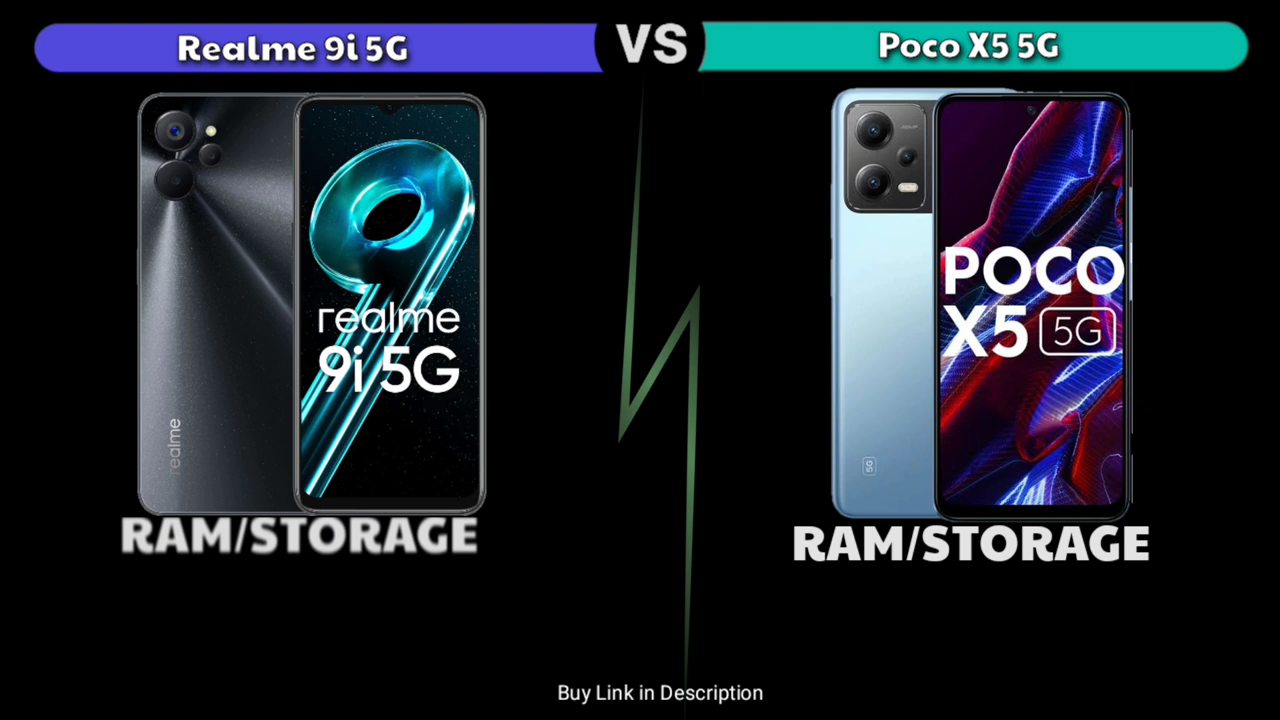 Realme 9i 5G
VS
Poco X5 5G
realme
realme
9i 5G
POCO
X5 5G
5G
RAM/STORAGE
RAM/STORAGE
Buy Link in Description